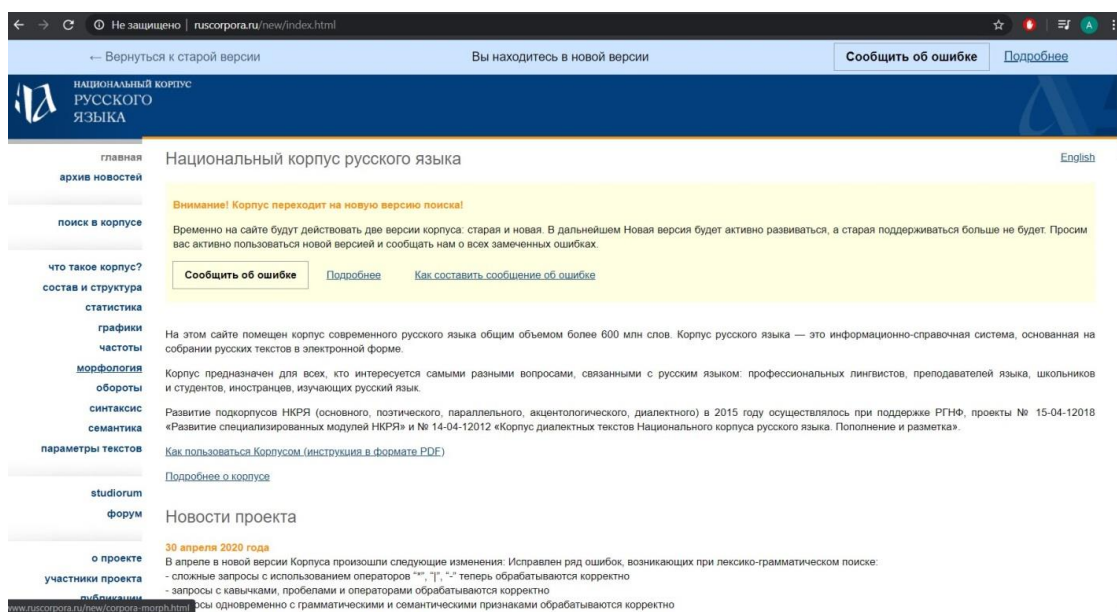 Не защищено | ruscorpora.ru/new/index.html
← Вернуться к старой версии
Вы находитесь в новой версии
Сообщить об ошибке
Подробнее
НАЦИОНАЛЬНЫЙ КОРПУС
РУССКОГО
ЯЗЫКА
главная
архив новостей
поиск в корпусе
что такое корпус?
состав и структура
статистика
графики
частоты
морфология
обороты
синтаксис
семантика
параметры текстов
studiorum
форум
о проекте
участники проекта
публикации
www.ruscorpora.ru/new/corpora-morph.html
Национальный корпус русского языка
English
Внимание! Корпус переходит на новую версию поиска!
Временно на сайте будут действовать две версии корпуса: старая и новая. В дальнейшем Новая версия будет активно развиваться, а старая поддерживаться больше не будет. Просим
вас активно пользоваться новой версией и сообщать нам о всех замеченных ошибках.
Сообщить об ошибке
Подробнее
Как составить сообщение об ошибке
На этом сайте помещен корпус современного русского языка общим объемом более 600 млн слов. Корпус русского языка — это информационно-справочная система, основанная на
собрании русских текстов в электронной форме.
Корпус предназначен для всех, кто интересуется самыми разными вопросами, связанными с русским языком: профессиональных лингвистов, преподавателей языка, школьников
и студентов, иностранцев, изучающих русский язык.
Развитие подкорпусов НКРЯ (основного, поэтического, параллельного, акцентологического, диалектного) в 2015 году осуществлялось при поддержке РГНФ, проекты № 15-04-12018
«Развитие специализированных модулей НКРЯ» и № 14-04-12012 «Корпус диалектных текстов Национального корпуса русского языка. Пополнение и разметка».
Как пользоваться Корпусом (инструкция в формате PDF)
Подробнее о корпусе
Новости проекта
30 апреля 2020 года
В апреле в новой версии Корпуса произошли следующие изменения: Исправлен ряд ошибок, возникающих при лексико-грамматическом поиске:
- сложные запросы с использованием операторов "*", "|", "-" теперь обрабатываются корректно
- запросы с кавычками, пробелами и операторами обрабатываются корректно
одновременно с грамматическими и семантическими признаками обрабатываются корректно